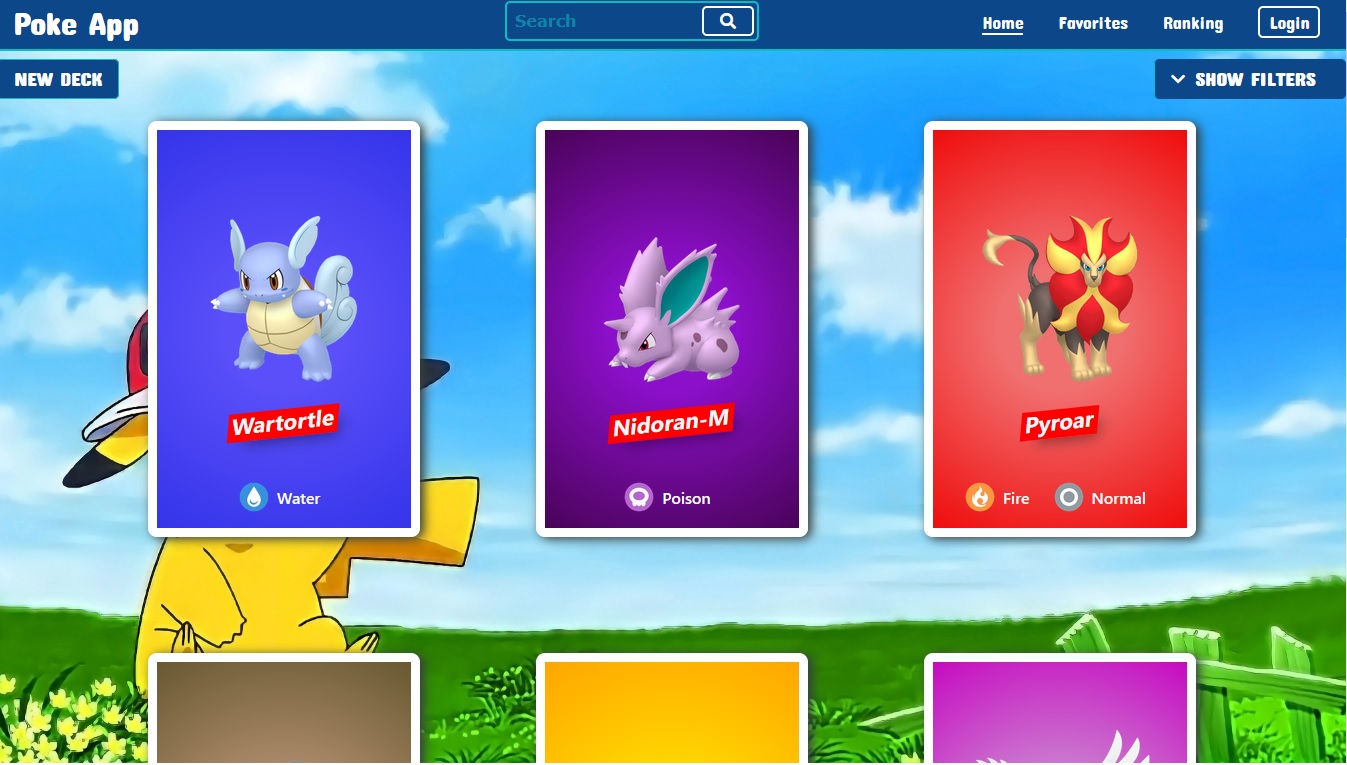 Poke App
Search
Home
Favorites
Ranking
Login
NEW DECK
SHOW FILTERS
Wartortle
Nidoran-M
Pyroar
Water
Poison
Fire
Normal